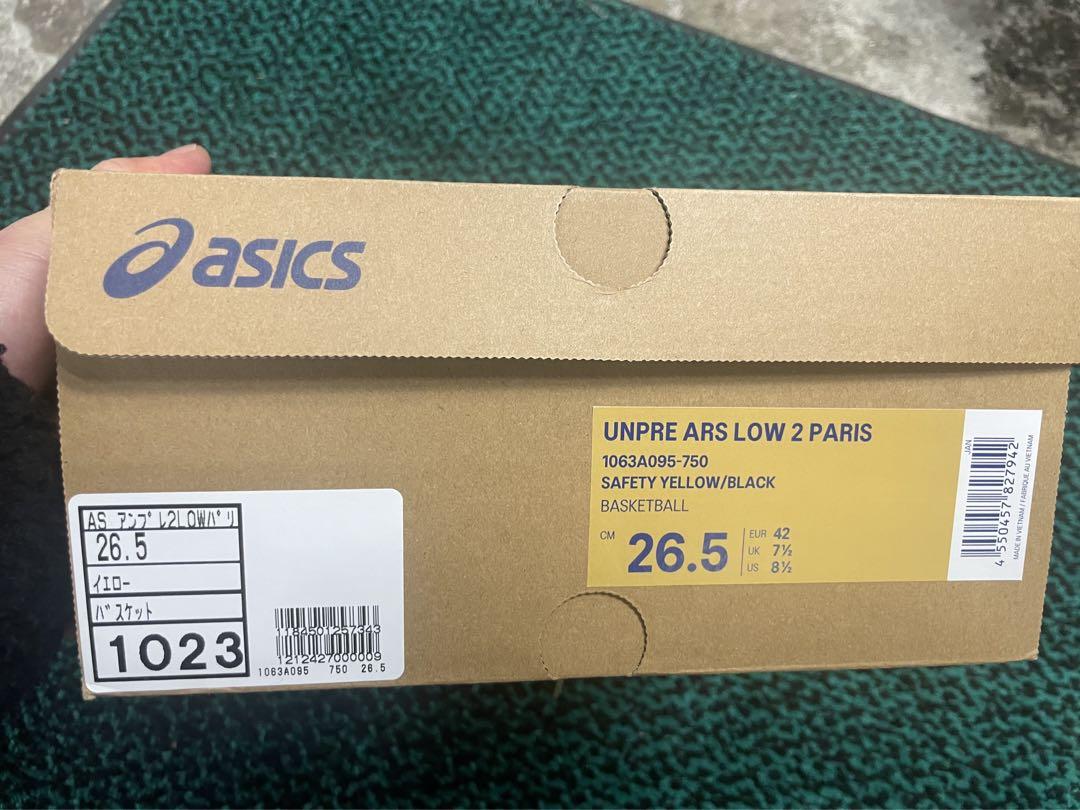 asics
UNPRE ARS LOW 2 PARIS
1063A095-750
SAFETY YELLOW/BLACK
BASKETBALL
CM 26.5
EUR 42
UK 7½
US 8½
JAN
4 550457 827942
MADE IN VIETNAM / FABRIQUÉ AU VIETNAM
AS アンプレ2LOWパリ
26.5
イエロー
バスケット
1023
1184501257343
1212427000009
1063A095 750 26.5